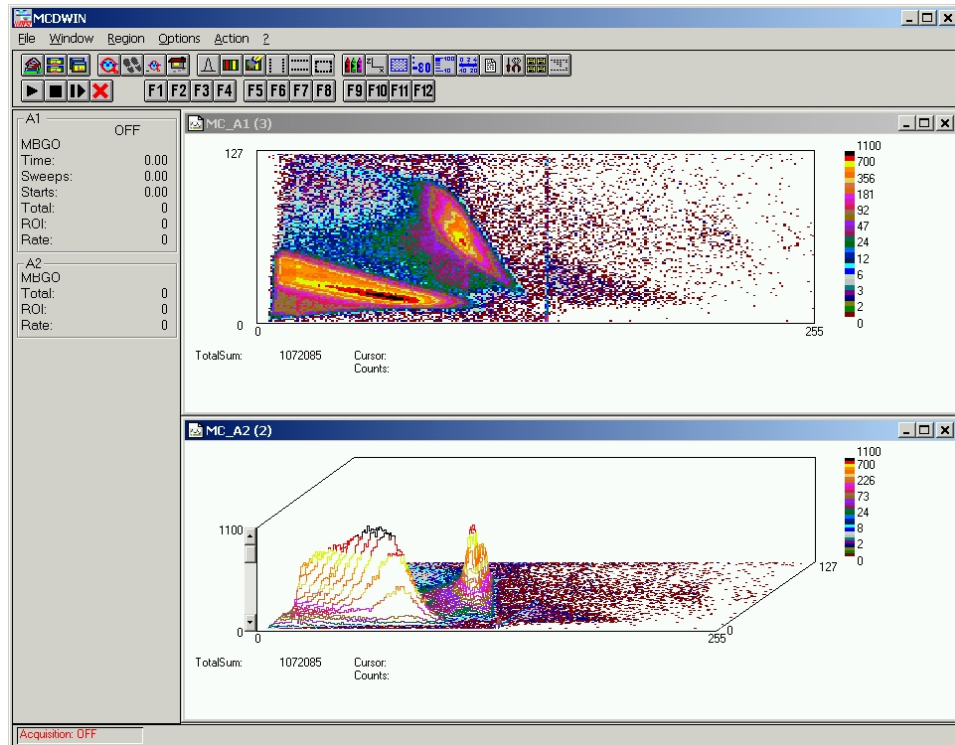 MCDWIN
File Window Region Options Action ?
F1 F2 F3 F4 F5 F6 F7 F8 F9 F10 F11 F12
A1
OFF
MBGO
Time: 0.00
Sweeps: 0.00
Starts: 0.00
Total: 0
ROI: 0
Rate: 0
A2
MBGO
Total: 0
ROI: 0
Rate: 0
MC_A1 (3)
127
0
0
255
1100
700
356
181
92
47
24
12
6
3
2
0
TotalSum: 1072085 Cursor:
Counts:
MC_A2 (2)
1100
0
0
255
0
127
1100
700
226
73
24
8
2
0
TotalSum: 1072085 Cursor:
Counts:
Acquisition: OFF